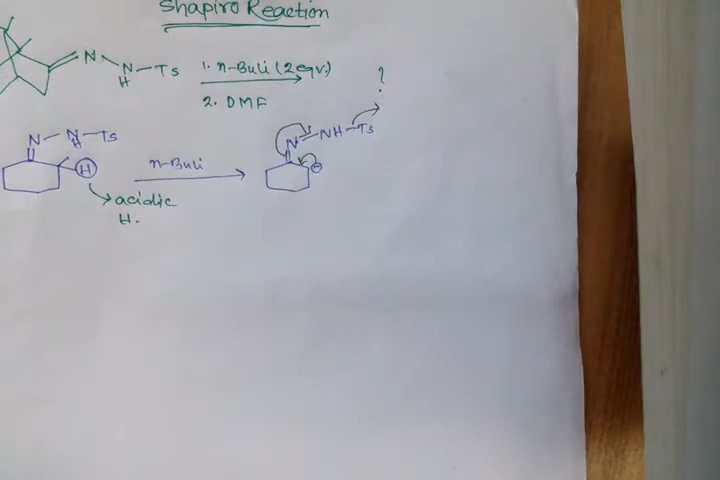 Shapiro Reaction
N N H Ts
1. n-Buli (2eqv.)
2. DMF
?
N N H Ts
H
n-Buli
N NH Ts
acidic
H.